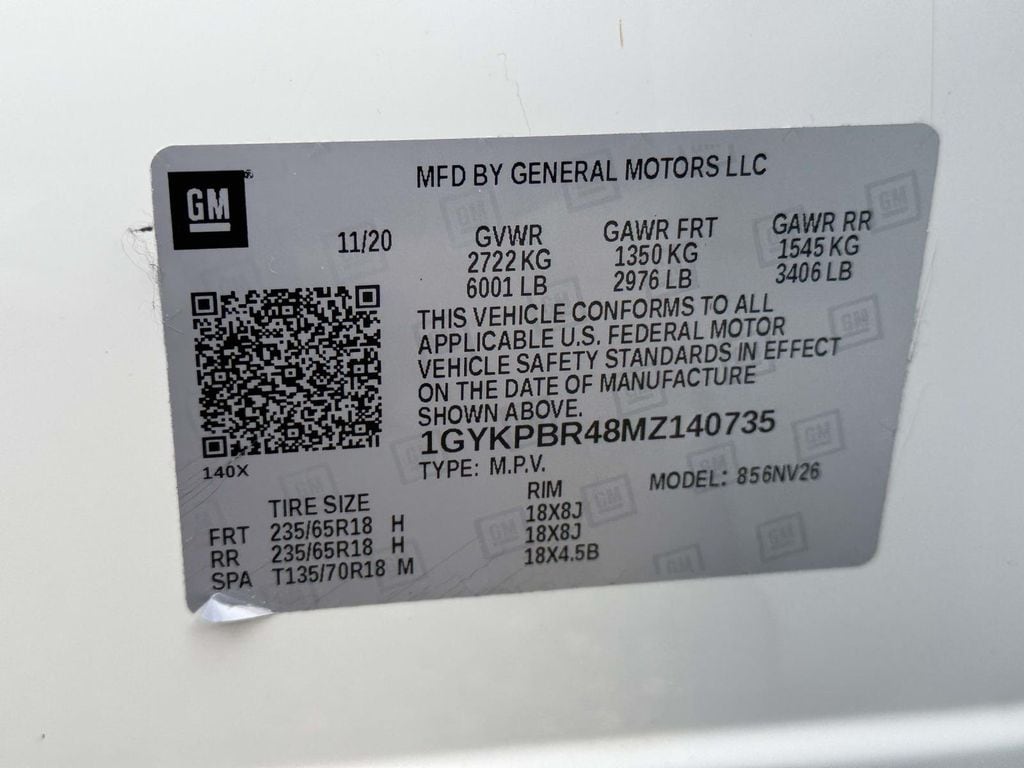 GM
MFD BY GENERAL MOTORS LLC
11/20
GVWR
2722 KG
6001 LB
GAWR FRT
1350 KG
2976 LB
GAWR RR
1545 KG
3406 LB
THIS VEHICLE CONFORMS TO ALL
APPLICABLE U.S. FEDERAL MOTOR
VEHICLE SAFETY STANDARDS IN EFFECT
ON THE DATE OF MANUFACTURE
SHOWN ABOVE.
1GYKPBR48MZ140735
140X
TYPE: M.P.V.
MODEL: 856NV26
TIRE SIZE RIM
FRT 235/65R18 H 18X8J
RR 235/65R18 H 18X8J
SPA T135/70R18 M 18X4.5B